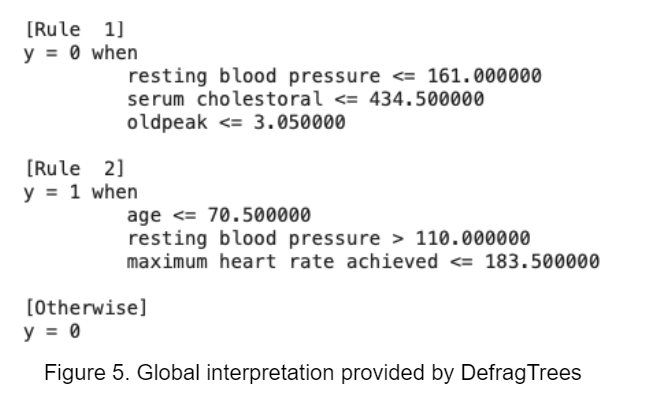 [Rule  1]
y = 0 when
resting blood pressure <= 161.000000
serum cholestoral <= 434.500000
oldpeak <= 3.050000
[Rule  2]
y = 1 when
age <= 70.500000
resting blood pressure > 110.000000
maximum heart rate achieved <= 183.500000
[Otherwise]
y = 0
Figure 5. Global interpretation provided by DefragTrees